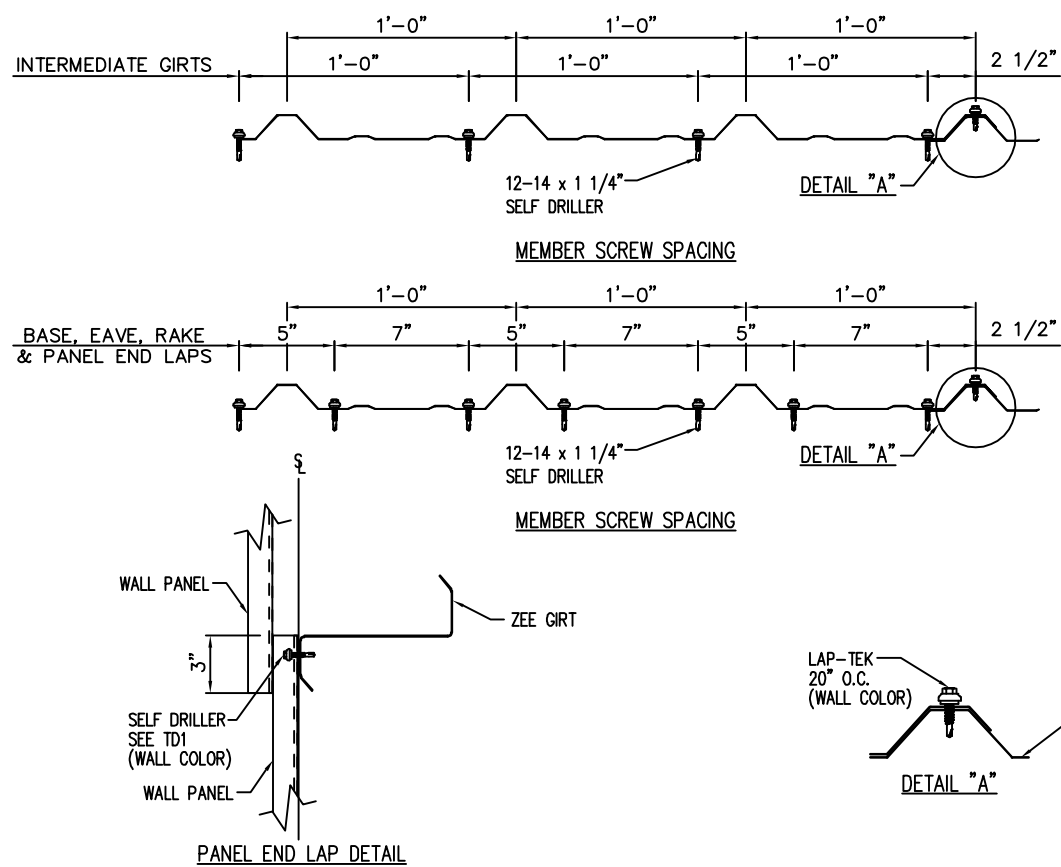 1'-0" 1'-0" 1'-0"
INTERMEDIATE GIRTS 1'-0" 1'-0" 1'-0" 2 1/2"
12-14 x 1 1/4"
SELF DRILLER
DETAIL "A"
MEMBER SCREW SPACING
1'-0" 1'-0" 1'-0"
BASE, EAVE, RAKE
& PANEL END LAPS
5" 7" 5" 7" 5" 7" 2 1/2"
12-14 x 1 1/4"
SELF DRILLER
DETAIL "A"
MEMBER SCREW SPACING
WALL PANEL
ZEE GIRT
3"
SELF DRILLER
SEE TD1
(WALL COLOR)
WALL PANEL
PANEL END LAP DETAIL
LAP-TEK
20" O.C.
(WALL COLOR)
DETAIL "A"